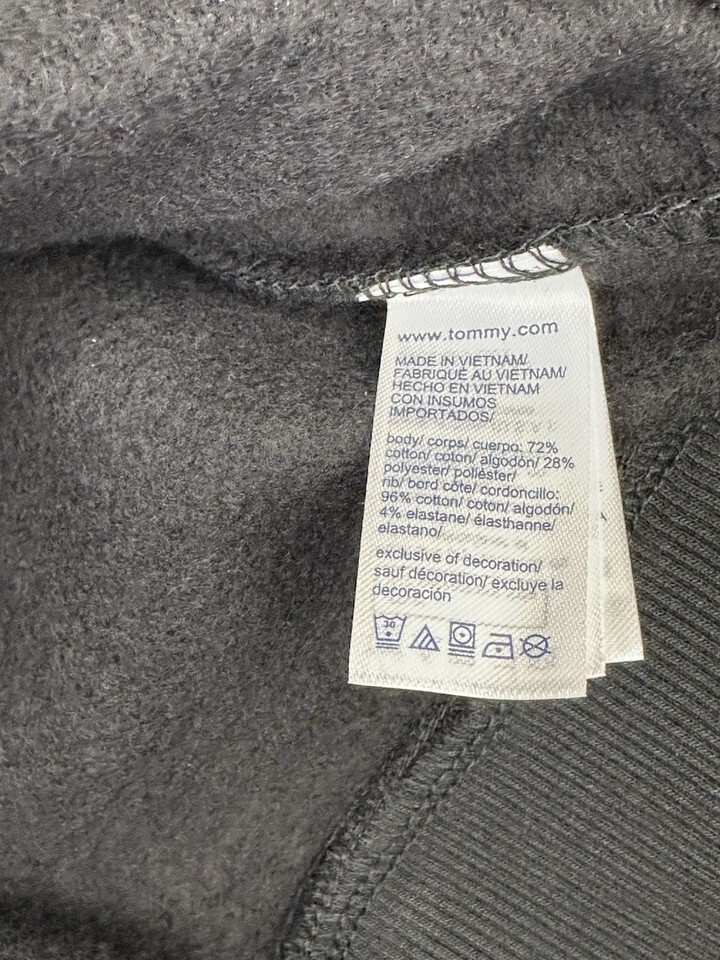 www.tommy.com
MADE IN VIETNAM/
FABRIQUÉ AU VIETNAM/
HECHO EN VIETNAM
CON INSUMOS
IMPORTADOS/
body/ corps/ cuerpo: 72%
cotton/ coton/ algodón/ 28%
polyester/ poliéster/
rib/ bord côte/ cordoncillo:
96% cotton/ coton/ algodón/
4% elastane/ élasthanne/
elastano/
exclusive of decoration/
sauf décoration/ excluye la
decoración
30